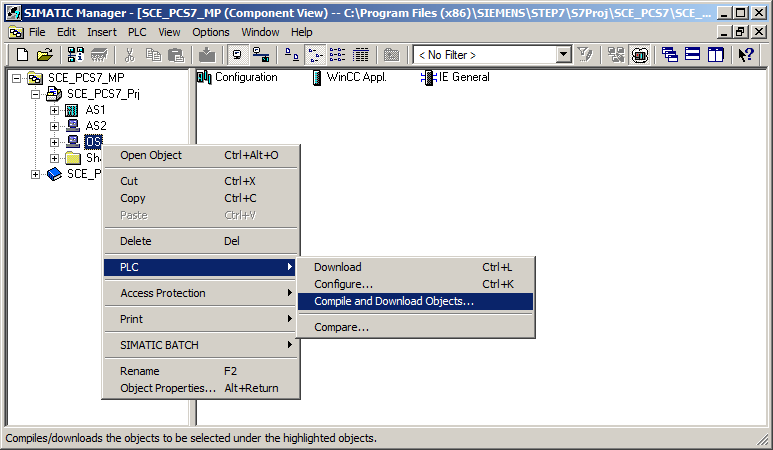 SIMATIC Manager - [SCE_PCS7_MP (Component View) -- C:\Program Files (x86)\SIEMENS\STEP7\S7Proj\SCE_PCS7\SCE_...
File Edit Insert PLC View Options Window Help
< No Filter >
SCE_PCS7_MP
SCE_PCS7_Prj
AS1
AS2
OS
Sha
SCE_P
Configuration WinCC Appl. IE General
Open Object Ctrl+Alt+O
Cut Ctrl+X
Copy Ctrl+C
Paste Ctrl+V
Delete Del
PLC
Access Protection
Print
SIMATIC BATCH
Rename F2
Object Properties... Alt+Return
Download Ctrl+L
Configure... Ctrl+K
Compile and Download Objects...
Compare...
Compiles/downloads the objects to be selected under the highlighted objects.